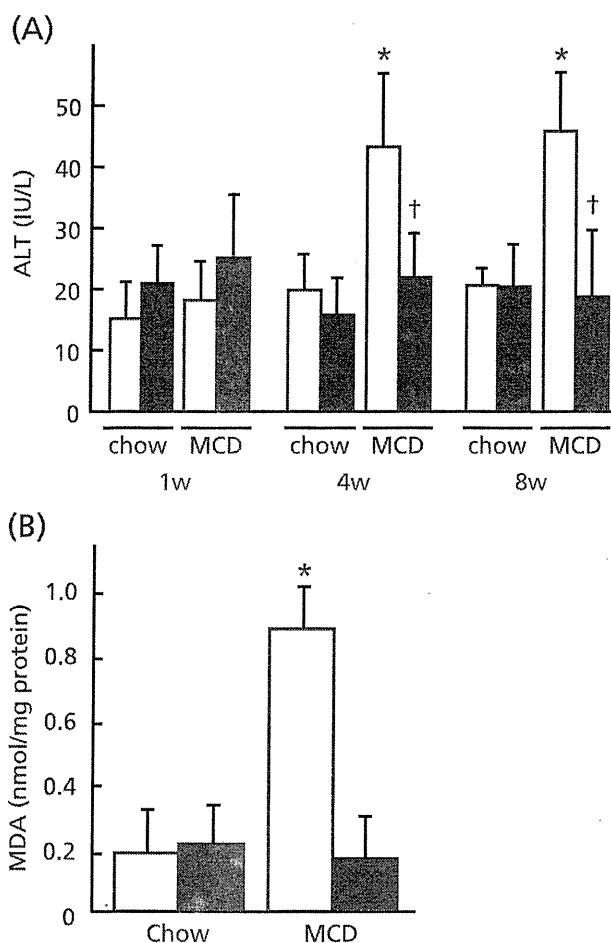 (A)
ALT (IU/L)
50
40
30
20
10
0
*
†
*
†
chow MCD chow MCD chow MCD
1w 4w 8w
(B)
MDA (nmol/mg protein)
1.0
0.8
0.6
0.4
0.2
0
*
Chow MCD